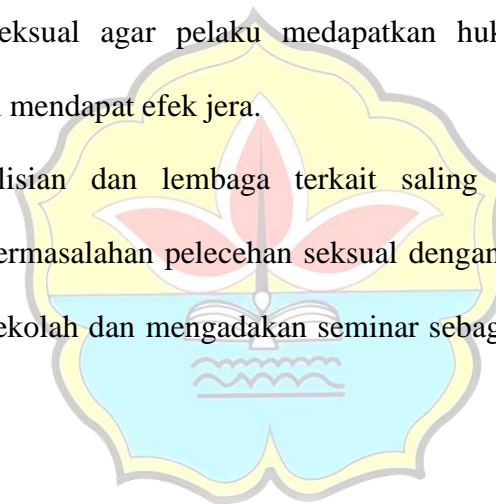 eksual agar pelaku medapatkan huk
mendapat efek jera.
lisian dan lembaga terkait saling
ermasalahan pelecehan seksual dengan
ekolah dan mengadakan seminar sebag